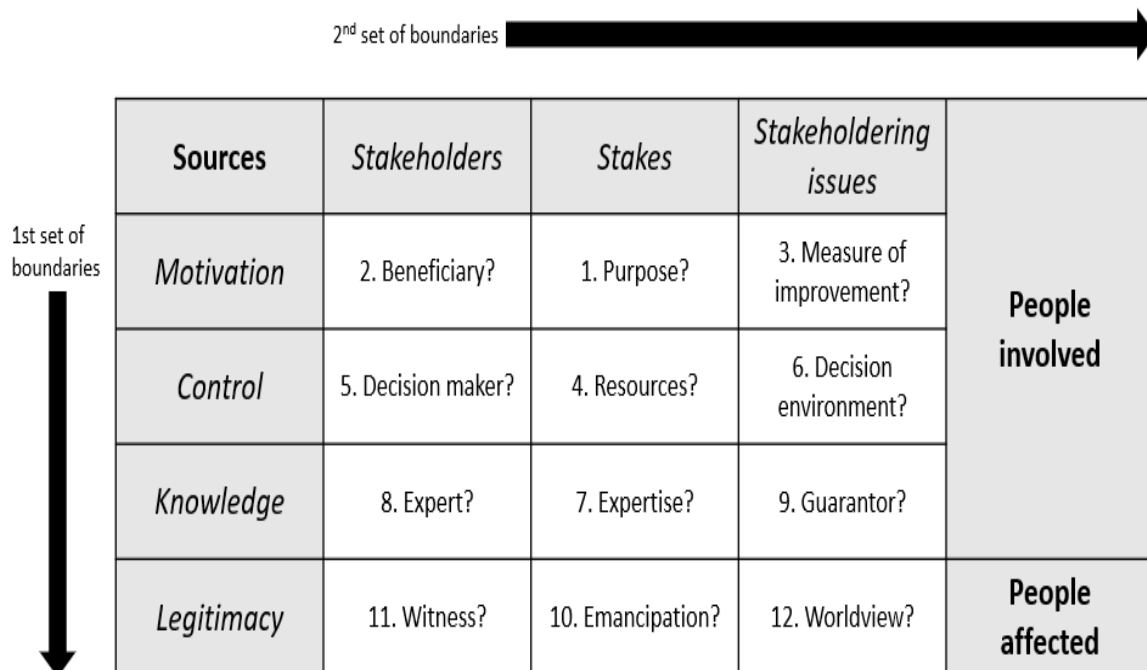 2nd set of boundaries
Sources
Stakeholders
Stakes
Stakeholdering
issues
1st set of
boundaries
Motivation
2. Beneficiary?
1. Purpose?
3. Measure of
improvement?
People
involved
Control
5. Decision maker?
4. Resources?
6. Decision
environment?
Knowledge
8. Expert?
7. Expertise?
9. Guarantor?
Legitimacy
11. Witness?
10. Emancipation?
12. Worldview?
People
affected